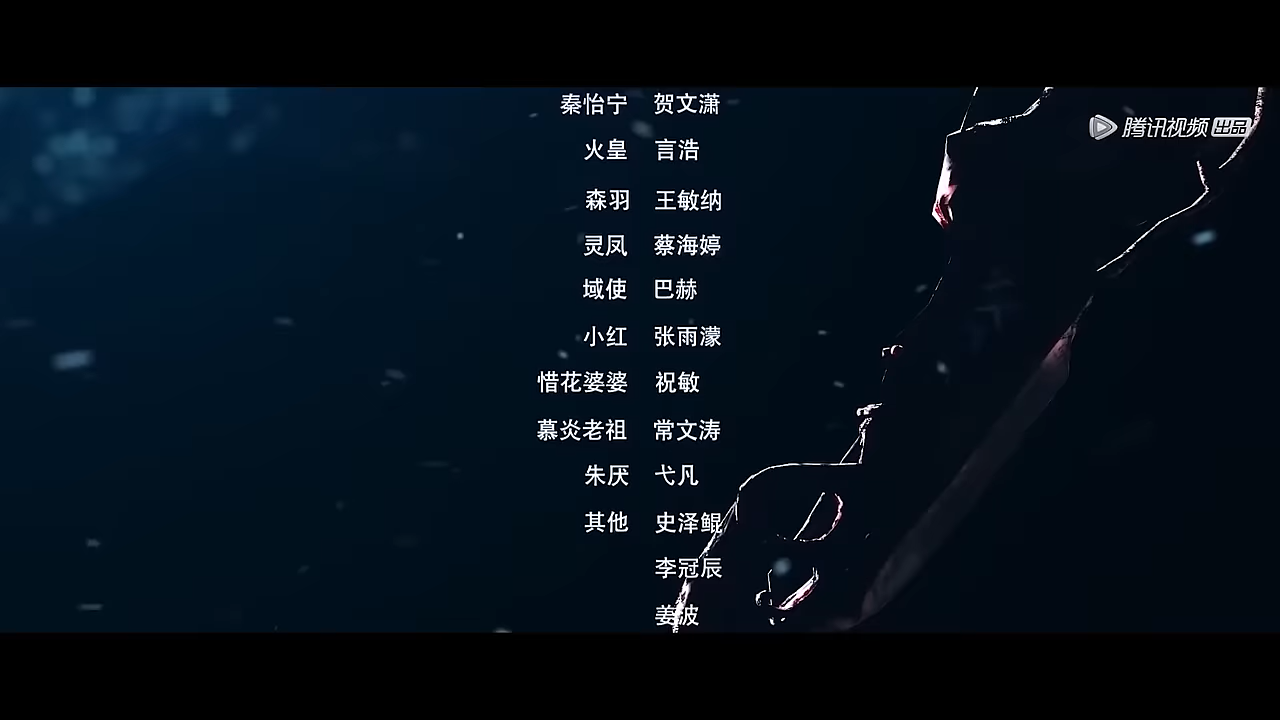 秦怡宁 贺文潇
腾讯视频 出品
火皇 言浩
森羽 王敏纳
灵凤 蔡海婷
域使 巴赫
小红 张雨濛
惜花婆婆 祝敏
慕炎老祖 常文涛
朱厌 弋凡
其他 史泽鲲
李冠辰
姜波